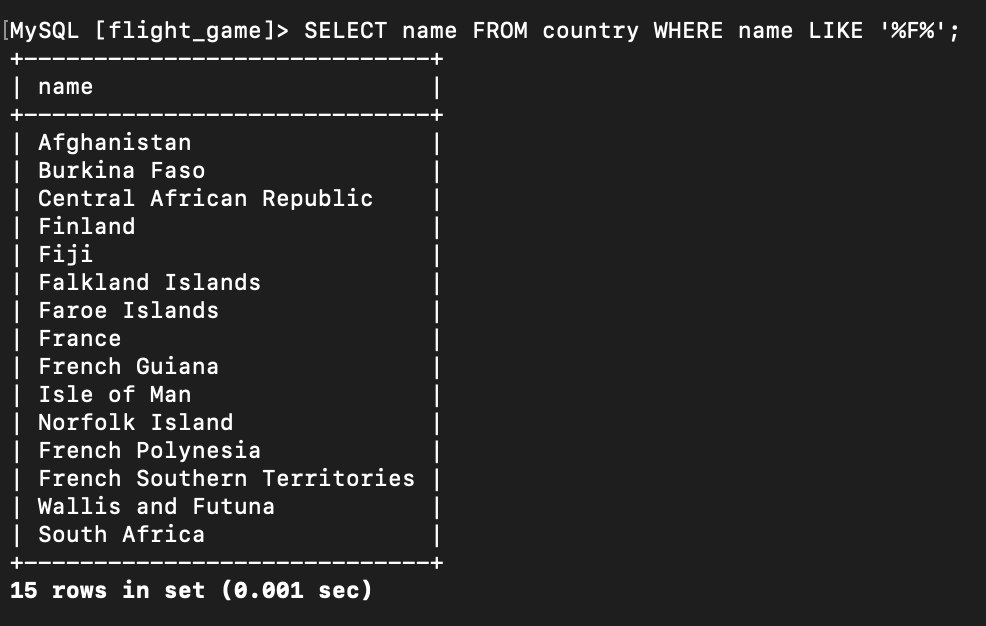 [MySQL [flight_game]> SELECT name FROM country WHERE name LIKE '%F%';
+-----------------------------+
| name                        |
+-----------------------------+
| Afghanistan                 |
| Burkina Faso                |
| Central African Republic    |
| Finland                     |
| Fiji                        |
| Falkland Islands            |
| Faroe Islands               |
| France                      |
| French Guiana               |
| Isle of Man                 |
| Norfolk Island              |
| French Polynesia            |
| French Southern Territories |
| Wallis and Futuna           |
| South Africa                |
+-----------------------------+
15 rows in set (0.001 sec)